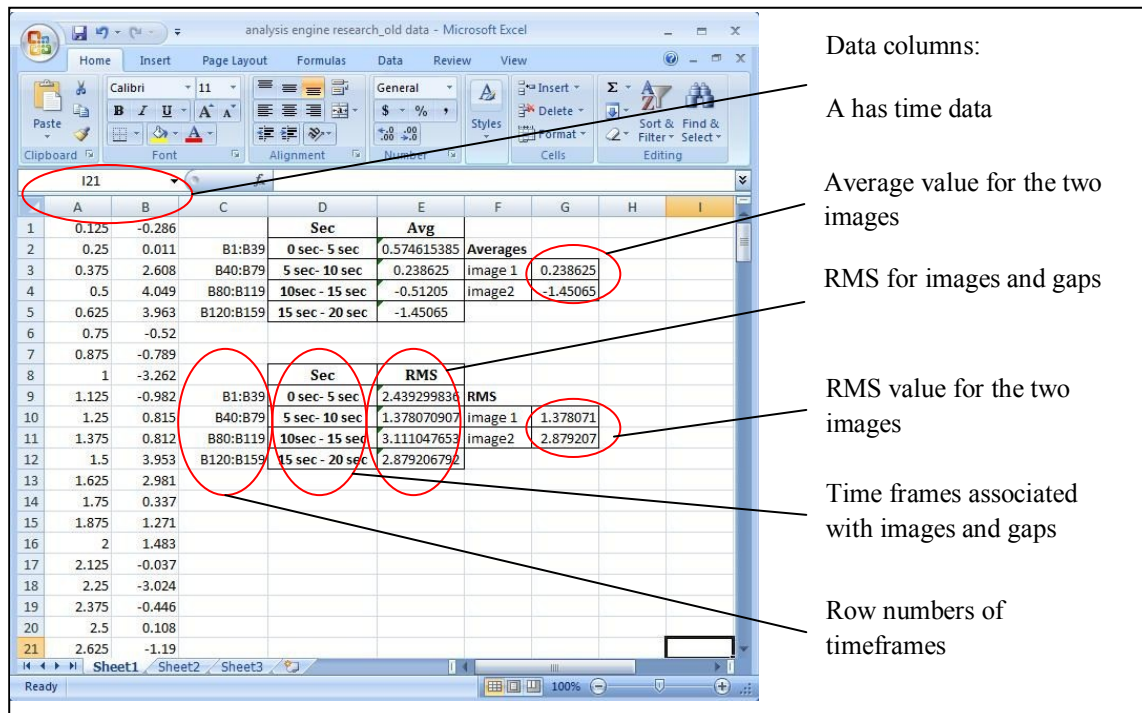 analysis engine research_old data - Microsoft Excel
Home Insert Page Layout Formulas Data Review View
Calibri 11 General Insert Σ
B I U A A $ % , Delete
Paste Styles Format Sort & Find &
Filter Select
Clipboard Font Alignment Number Cells Editing
I21 fx
A B C D E F G H I
1 0.125 -0.286 Sec Avg
2 0.25 0.011 B1:B39 0 sec- 5 sec 0.574615385 Averages
3 0.375 2.608 B40:B79 5 sec- 10 sec 0.238625 image 1 0.238625
4 0.5 4.049 B80:B119 10sec - 15 sec -0.51205 image2 -1.45065
5 0.625 3.963 B120:B159 15 sec - 20 sec -1.45065
6 0.75 -0.52
7 0.875 -0.789
8 1 -3.262 Sec RMS
9 1.125 -0.982 B1:B39 0 sec- 5 sec 2.439299836 RMS
10 1.25 0.815 B40:B79 5 sec- 10 sec 1.378070907 image 1 1.378071
11 1.375 0.812 B80:B119 10sec - 15 sec 3.111047653 image2 2.879207
12 1.5 3.953 B120:B159 15 sec - 20 sec 2.879206792
13 1.625 2.981
14 1.75 0.337
15 1.875 1.271
16 2 1.483
17 2.125 -0.037
18 2.25 -3.024
19 2.375 -0.446
20 2.5 0.108
21 2.625 -1.19
Sheet1 Sheet2 Sheet3
Ready 100%
Data columns:
A has time data
Average value for the two
images
RMS for images and gaps
RMS value for the two
images
Time frames associated
with images and gaps
Row numbers of
timeframes